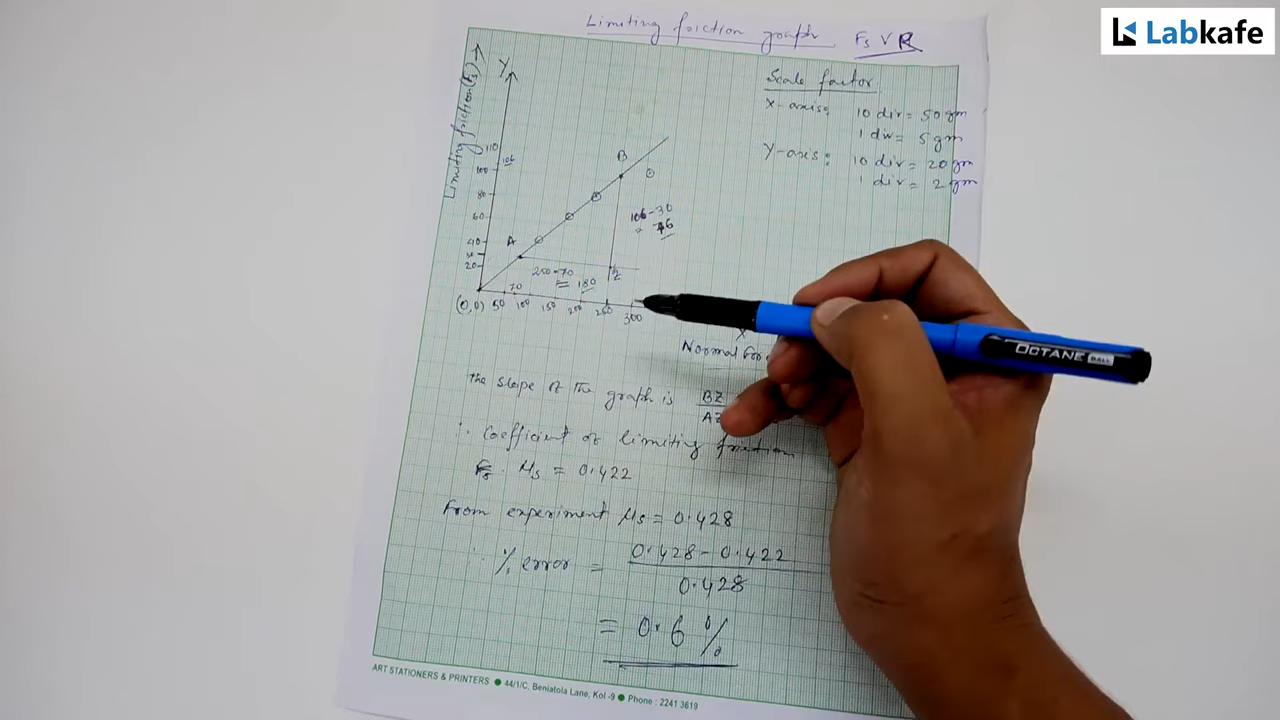 Limiting friction graph Fs V R
Labkafe
Scale factor
X-axis: 10 div = 50 gm
1 div = 5 gm
Y-axis: 10 div = 20 gm
1 div = 2 gm
Limiting friction (Fs)
Y
110
106
100
80
60
40
30
20
A
B
106-30
= 76
250-70
= 180
Z
(0,0) 50 70 100 150 200 250 300
X
Normal For
The slope of the graph is BZ
AZ
∴ Coefficient of limiting friction
μs = 0.422
From experiment μs = 0.428
∴ % error = 0.428 - 0.422
0.428
= 0.6 %
OCTANE BALL
ART STATIONERS & PRINTERS ● 44/1/C, Beniatola Lane, Kol -9 ● Phone : 2241 3619